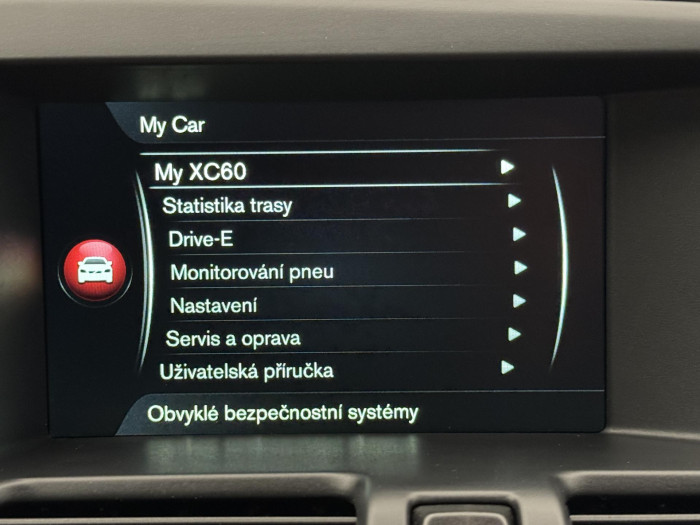 My Car
My XC60
Statistika trasy
Drive-E
Monitorování pneu
Nastavení
Servis a oprava
Uživatelská příručka
Obvyklé bezpečnostní systémy